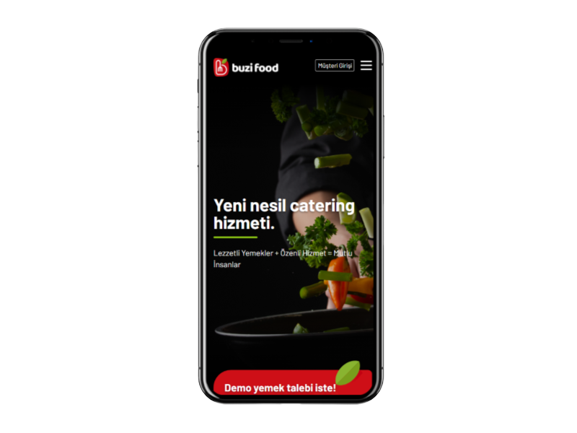 buzi food
Müşteri Girişi
Yeni nesil catering
hizmeti.
Lezzetli Yemekler + Özenli Hizmet = Mutlu
İnsanlar
Demo yemek talebi iste!